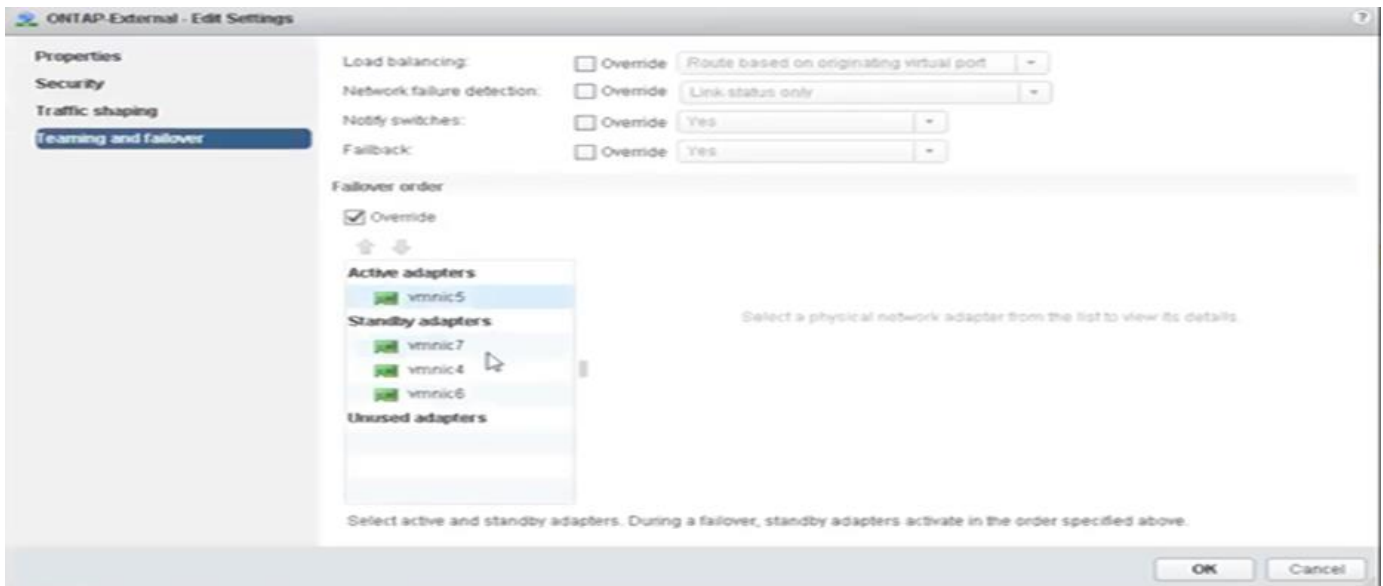 ONTAP-External - Edit Settings
?
Properties
Security
Traffic shaping
Teaming and failover
Load balancing: Override Route based on originating virtual port
Network failure detection: Override Link status only
Notify switches: Override Yes
Failback: Override Yes
Failover order
Override
Active adapters
vmnic5
Standby adapters
vmnic7
vmnic4
vmnic6
Unused adapters
Select a physical network adapter from the list to view its details.
Select active and standby adapters. During a failover, standby adapters activate in the order specified above.
OK Cancel